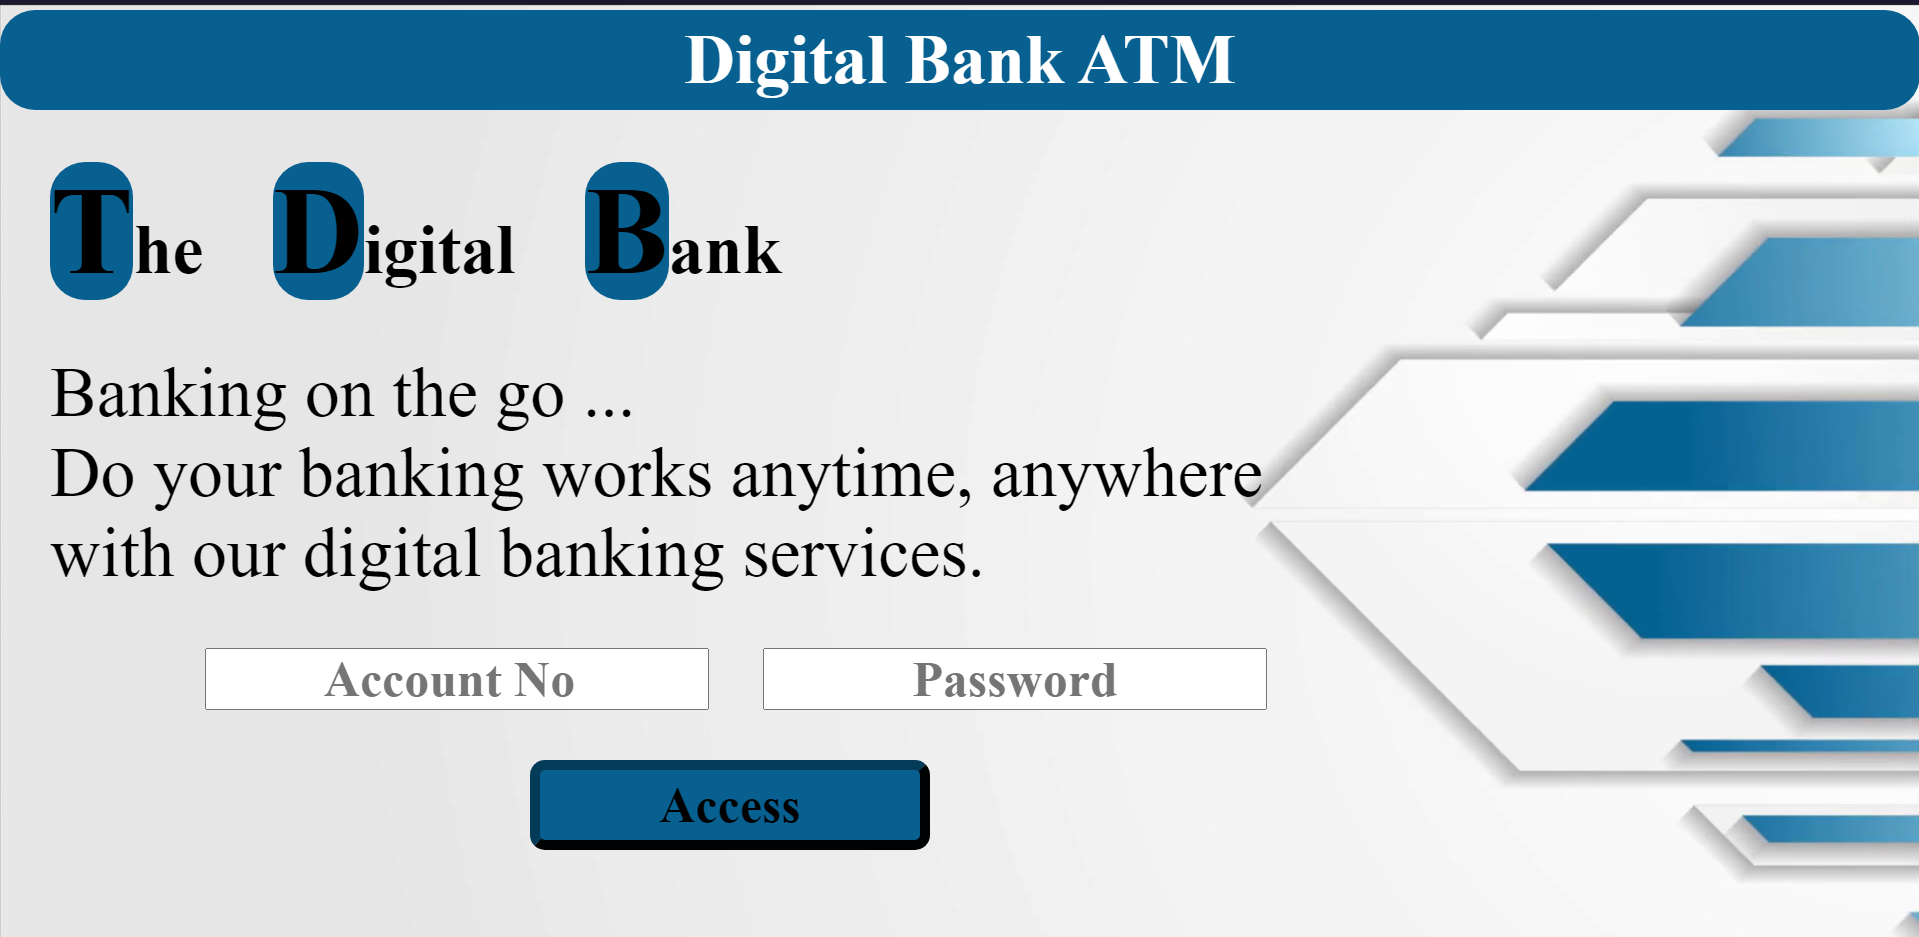 Digital Bank ATM
The Digital Bank
Banking on the go ...
Do your banking works anytime, anywhere
with our digital banking services.
Account No Password
Access